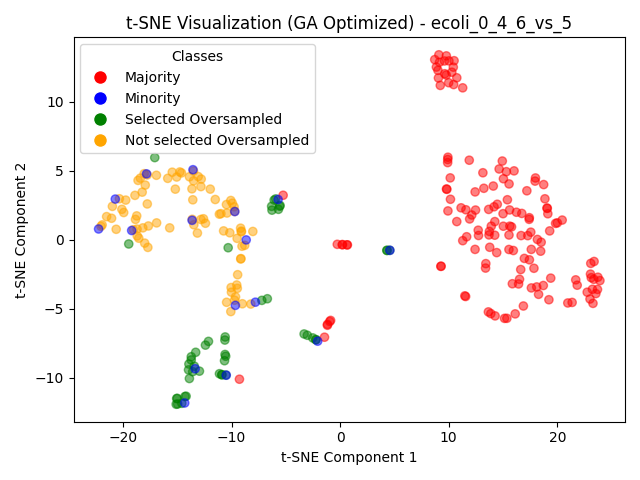 t-SNE Visualization (GA Optimized) - ecoli_0_4_6_vs_5
Classes
Majority
Minority
Selected Oversampled
Not selected Oversampled
t-SNE Component 2
10
5
0
−5
−10
−20
−10
0
10
20
t-SNE Component 1